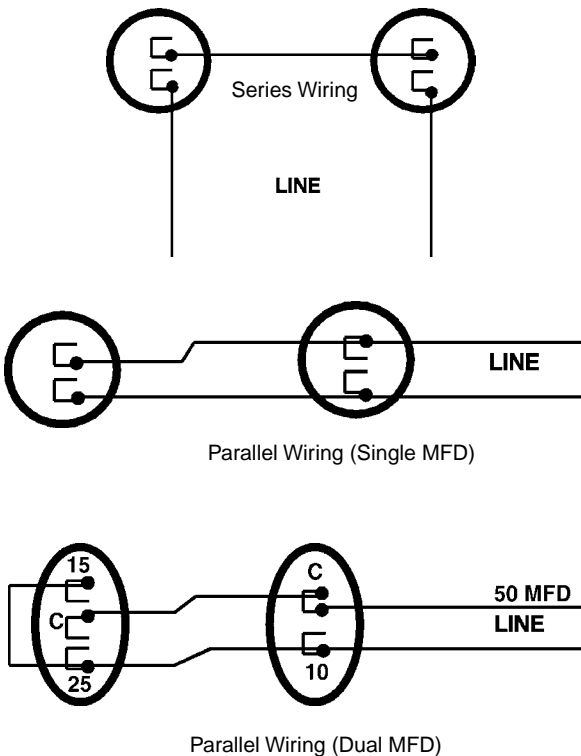 Series Wiring
LINE
LINE
Parallel Wiring (Single MFD)
15
C
C
50 MFD
LINE
25
10
Parallel Wiring (Dual MFD)